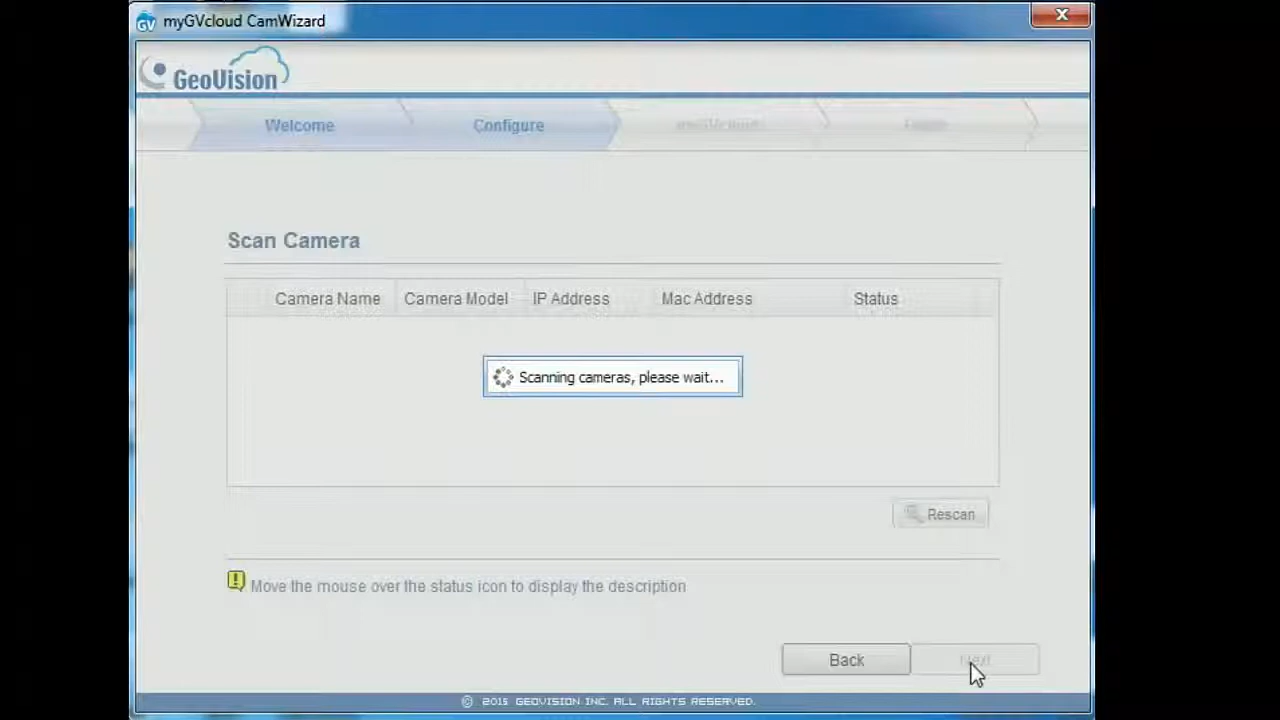 myGVcloud CamWizard
GeoVision
Welcome
Configure
Scan Camera
Camera Name Camera Model IP Address Mac Address Status
Scanning cameras, please wait...
Rescan
Move the mouse over the status icon to display the description
Back Next
© 2015 GEOVISION INC. ALL RIGHTS RESERVED.